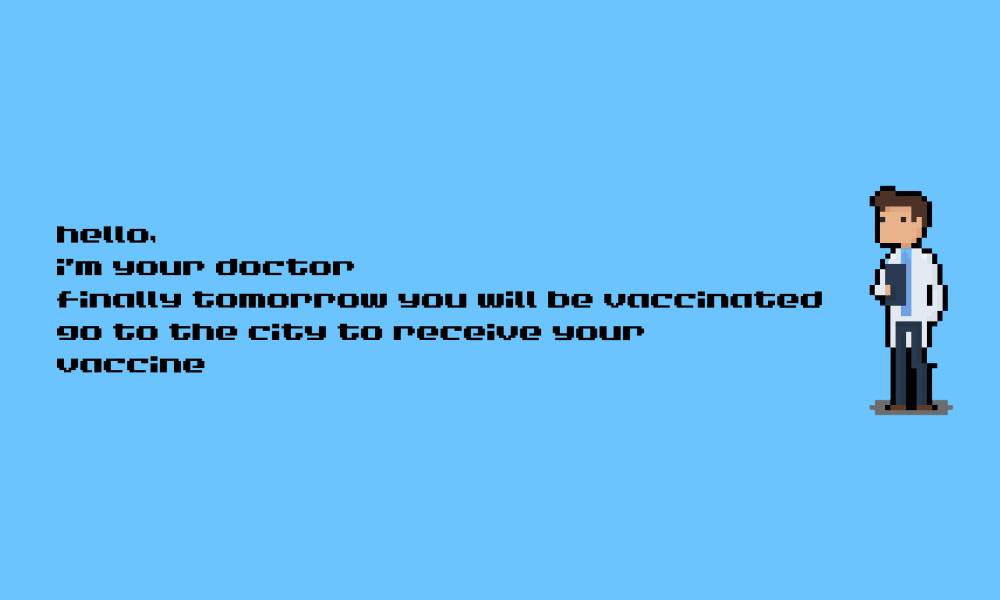 hello,
i'm your doctor
finally tomorrow you will be vaccinated
go to the city to receive your
vaccine